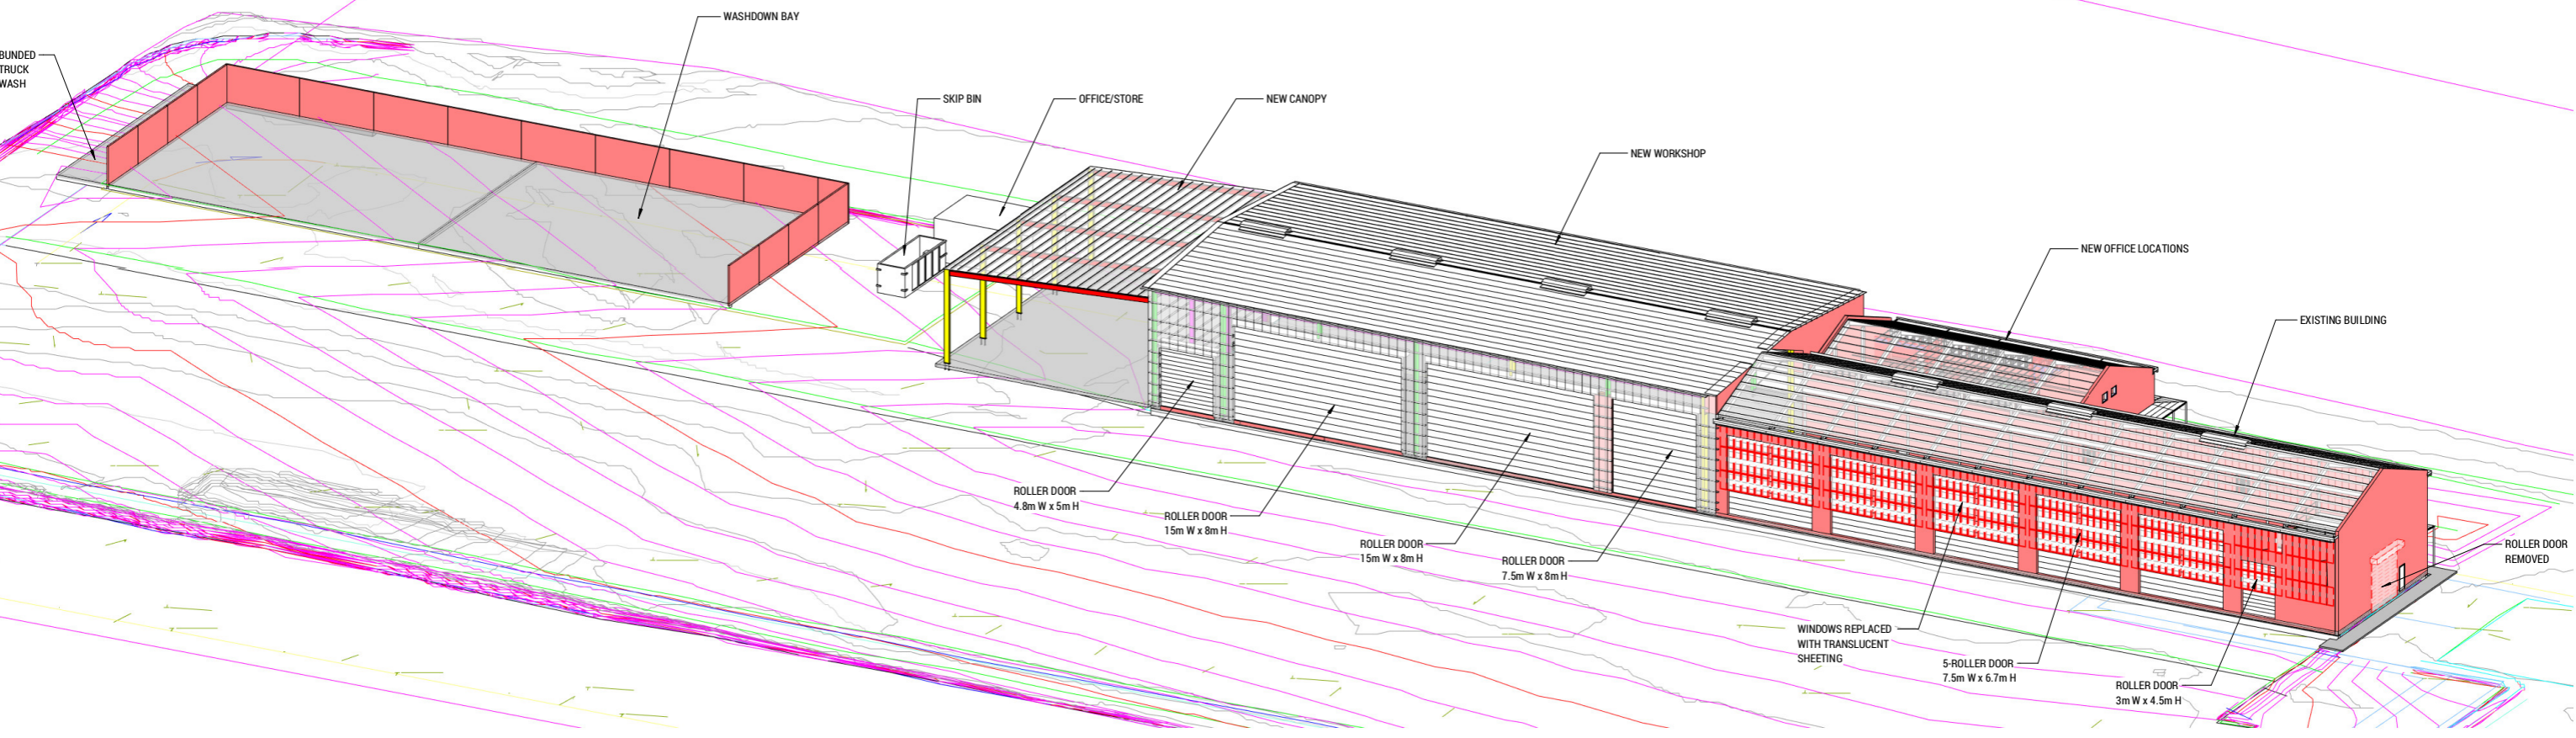 BUNDED
TRUCK
WASH
WASHDOWN BAY
SKIP BIN
OFFICE/STORE
NEW CANOPY
NEW WORKSHOP
NEW OFFICE LOCATIONS
EXISTING BUILDING
ROLLER DOOR
4.8m W x 5m H
ROLLER DOOR
15m W x 8m H
ROLLER DOOR
15m W x 8m H
ROLLER DOOR
7.5m W x 8m H
WINDOWS REPLACED
WITH TRANSLUCENT
SHEETING
5-ROLLER DOOR
7.5m W x 6.7m H
ROLLER DOOR
3m W x 4.5m H
ROLLER DOOR
REMOVED